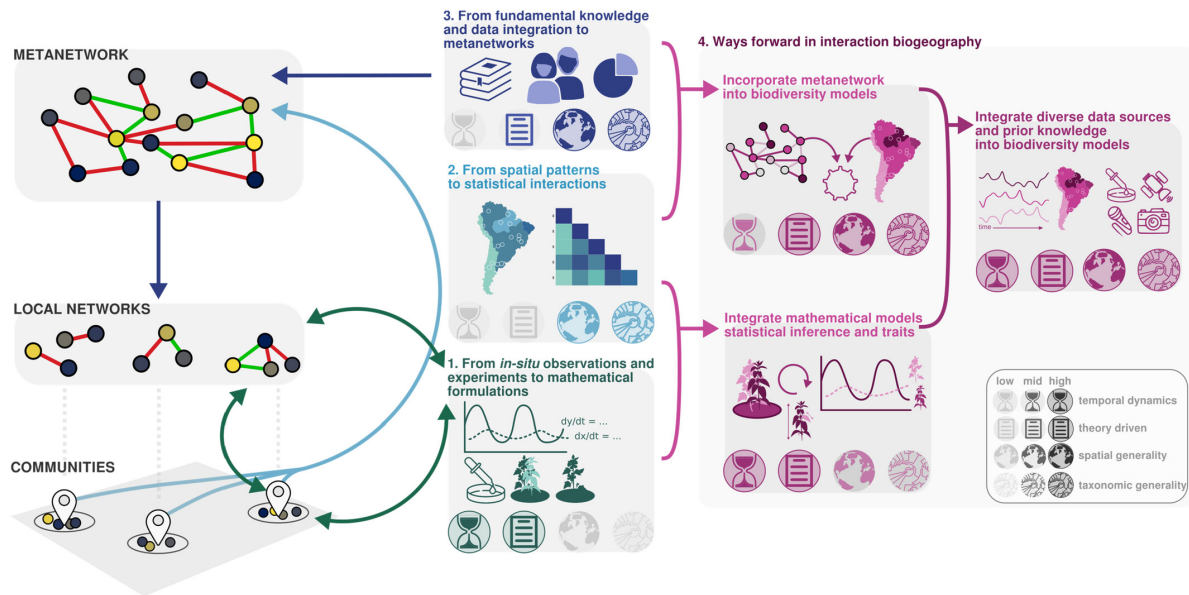 METANETWORK
LOCAL NETWORKS
COMMUNITIES
3. From fundamental knowledge
and data integration to
metanetworks
2. From spatial patterns
to statistical interactions
1. From in-situ observations and
experiments to mathematical
formulations
dy/dt = ...
dx/dt = ...
4. Ways forward in interaction biogeography
Incorporate metanetwork
into biodiversity models
Integrate mathematical models
statistical inference and traits
Integrate diverse data sources
and prior knowledge
into biodiversity models
time
low mid high
temporal dynamics
theory driven
spatial generality
taxonomic generality